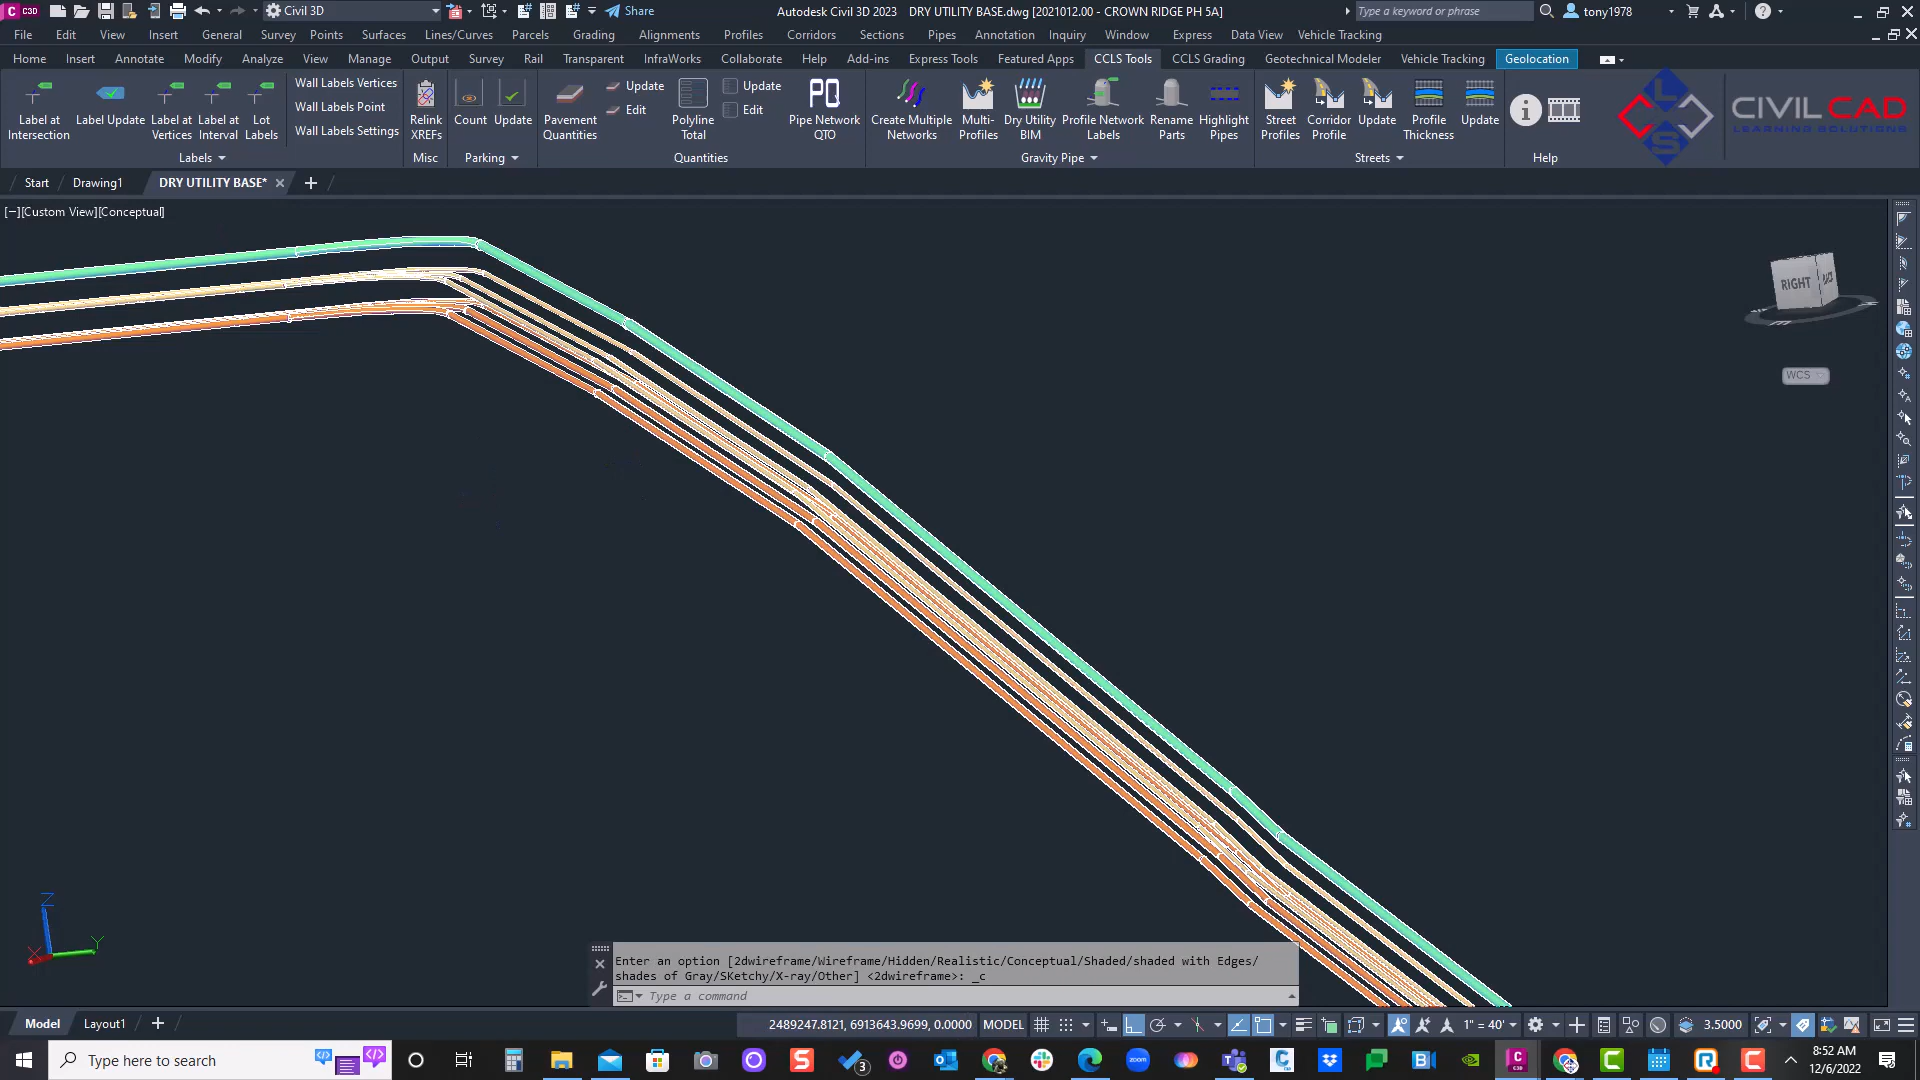 C3D
Civil 3D
Share
Autodesk Civil 3D 2023 DRY UTILITY BASE.dwg [2021012.00 - CROWN RIDGE PH 5A]
Type a keyword or phrase
tony1978
File Edit View Insert General Survey Points Surfaces Lines/Curves Parcels Grading Alignments Profiles Corridors Sections Pipes Annotation Inquiry Window Express Data View Vehicle Tracking
Home Insert Annotate Modify Analyze View Manage Output Survey Rail Transparent InfraWorks Collaborate Help Add-ins Express Tools Featured Apps CCLS Tools CCLS Grading Geotechnical Modeler Vehicle Tracking Geolocation
Label at Intersection
Label Update
Label at Vertices
Label at Interval
Lot Labels
Wall Labels Vertices
Wall Labels Point
Wall Labels Settings
Relink XREFs
Count
Update
Pavement Quantities
Update
Edit
Polyline Total
Update
Edit
Pipe Network QTO
Create Multiple Networks
Multi-Profiles
Dry Utility BIM
Profile Network Labels
Rename Parts
Highlight Pipes
Street Profiles
Corridor Profile
Update
Profile Thickness
Update
Labels
Misc
Parking
Quantities
Gravity Pipe
Streets
Help
L
S
CIVILCAD
LEARNING SOLUTIONS
Start
Drawing1
DRY UTILITY BASE*
[−][Custom View][Conceptual]
RIGHT
WCS
Z
X
Y
Enter an option [2dwireframe/Wireframe/Hidden/Realistic/Conceptual/Shaded/shaded with Edges/
shades of Gray/SKetchy/X-ray/Other] <2dwireframe>: _c
Type a command
Model
Layout1
2489247.8121, 6913643.9699, 0.0000
MODEL
1" = 40'
3.5000
Type here to search
3
8:52 AM
12/6/2022